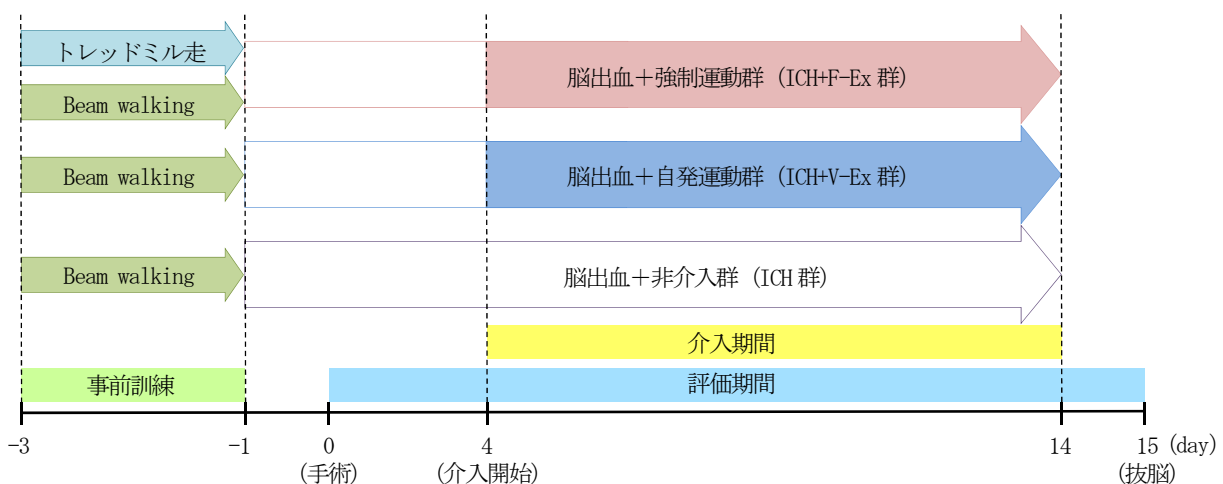 トレッドミル走
Beam walking
脳出血＋強制運動群 (ICH+F-Ex 群)
Beam walking
脳出血＋自発運動群 (ICH+V-Ex 群)
Beam walking
脳出血＋非介入群 (ICH 群)
介入期間
事前訓練
評価期間
-3 -1 0 4 14 15 (day)
(手術) (介入開始) (抜脳)